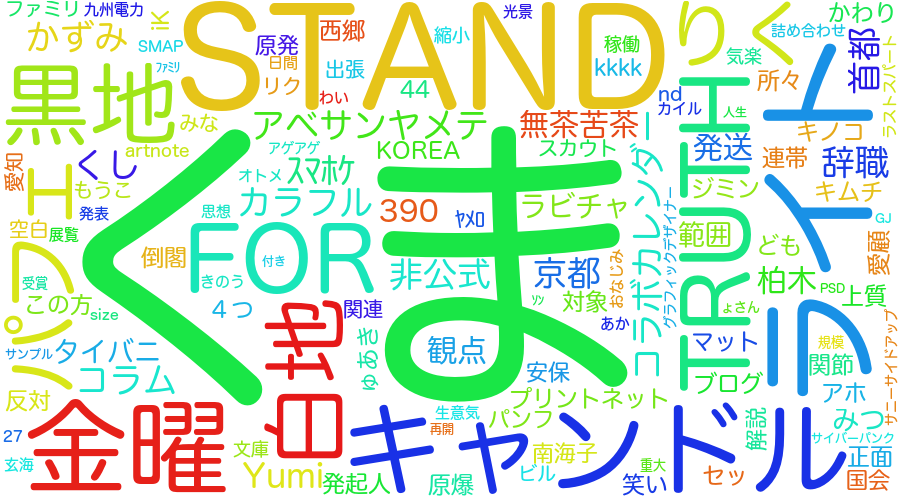 ファミリ
九州電力
iK
STAND
光景
りく
かわり
かずみ
SMAP
原発
西郷
縮小
稼働
気楽
詰め合わせ
首都
ラストスパート
黒地
ﾌｧﾐﾘ
日間
出張
リク
44
kkkk
わい
nd
カイル
所々
みな
アベサンヤメテ
無茶苦茶
人生
キノコ
artnote
くし
アゲアゲ
ｽﾏﾎｹ
KOREA
スカウト
発送
連帯
辞職
愛知
もうこ
オトメ
カラフル
ジミン
キムチ
発表
思想
390
ﾔﾒﾛ
ラビチャ
GJ
空白
展覧
くま
FOR
TRUTH
ライト
範囲
ども
愛顧
パフェ
倒閣
付き
きのう
非公式
京都
おなじみ
コラボカレンダー
グラフィックデザイナー
柏木
受賞
この方
size
4つ
関連
対象
PSD
上質
ょさん
日地
あか
サンプル
タイバニ
ゅあき
観点
安保
マット
規模
関節
サニーサイドアップ
コラム
ブログ
アホ
反対
金曜
キャンドル
プリントネット
生意気
パンフ
解説
みつ
27
再開
サイバーパンク
玄海
文庫
Yumi
発起人
原爆
ビル
南海子
笑い
重大
セッ
正面
国会